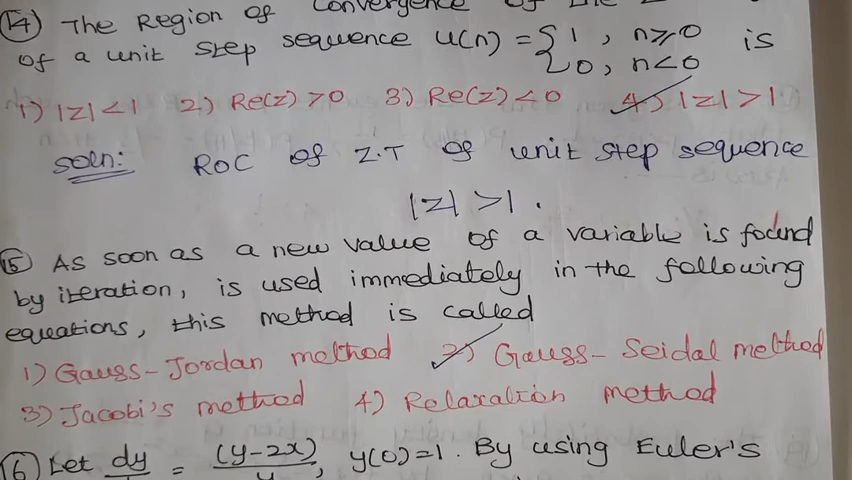 14) The Region of Convergence of the Z
of a unit step sequence u(n) = { 1, n≥0 is
0, n<0
1) |z|<1 2.) Re(z) >0 3) Re(z) <0 4) |z|>1
Soln: ROC of Z.T of unit step sequence
|z| >1.
15) As soon as a new value of a variable is found
by iteration, is used immediately in the following
equations, this method is called
1) Gauss-Jordan method 2) Gauss-Seidal method
3) Jacobi's method 4) Relaxation method
16) Let dy/ = (y-2x)/y, y(0)=1. By using Euler's